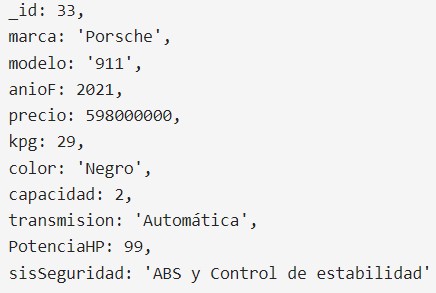 _id: 33,
marca: 'Porsche',
modelo: '911',
anioF: 2021,
precio: 598000000,
kpg: 29,
color: 'Negro',
capacidad: 2,
transmision: 'Automática',
PotenciaHP: 99,
sisSeguridad: 'ABS y Control de estabilidad'